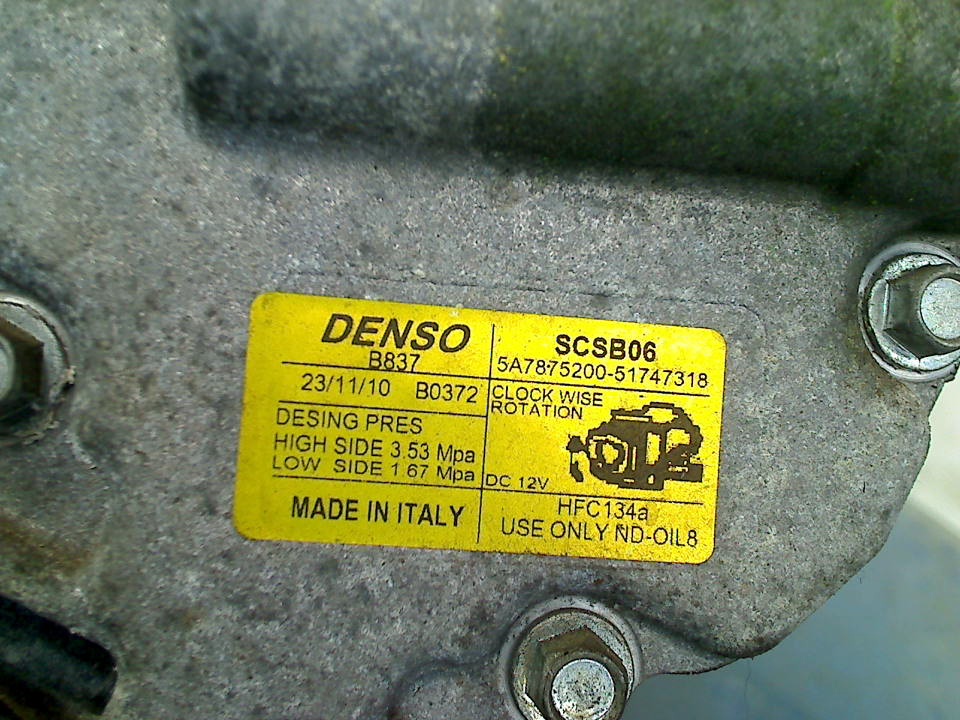 DENSO
B837
23/11/10 B0372
DESING PRES
HIGH SIDE 3.53 Mpa
LOW SIDE 1.67 Mpa
MADE IN ITALY
SCSB06
5A7875200-51747318
CLOCK WISE
ROTATION
DC 12V
HFC134a
USE ONLY ND-OIL8